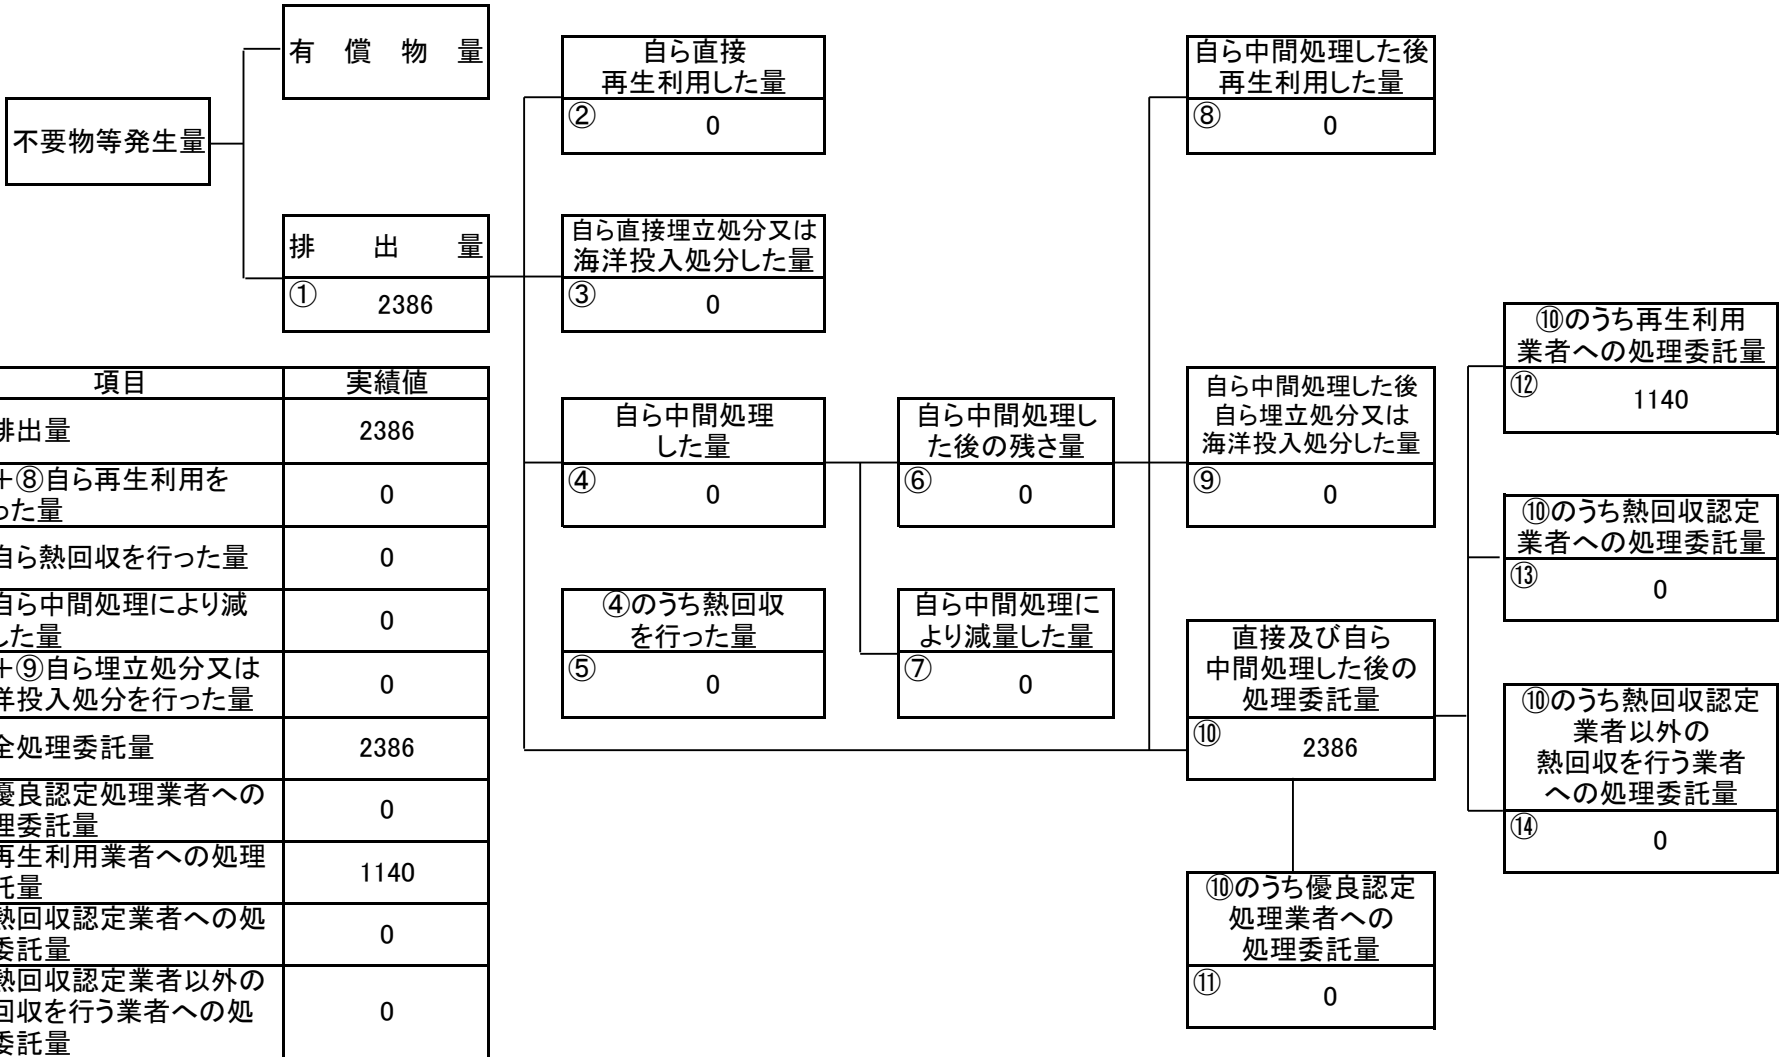 有償物量
不要物等発生量
排出量
①
2386
自ら直接
再生利用した量
②
0
自ら直接埋立処分又は
海洋投入処分した量
③
0
自ら中間処理
した量
④
0
④のうち熱回収
を行った量
⑤
0
自ら中間処理し
た後の残さ量
⑥
0
自ら中間処理に
より減量した量
⑦
0
自ら中間処理した後
再生利用した量
⑧
0
自ら中間処理した後
自ら埋立処分又は
海洋投入処分した量
⑨
0
直接及び自ら
中間処理した後の
処理委託量
⑩
2386
⑩のうち優良認定
処理業者への
処理委託量
⑪
0
⑩のうち再生利用
業者への処理委託量
⑫
1140
⑩のうち熱回収認定
業者への処理委託量
⑬
0
⑩のうち熱回収認定
業者以外の
熱回収を行う業者
への処理委託量
⑭
0
項目 実績値
排出量 2386
+⑧自ら再生利用を
った量
0
自ら熱回収を行った量 0
自ら中間処理により減
した量
0
+⑨自ら埋立処分又は
洋投入処分を行った量
0
全処理委託量 2386
優良認定処理業者への
理委託量
0
再生利用業者への処理
託量
1140
熱回収認定業者への処
委託量
0
熱回収認定業者以外の
回収を行う業者への処
委託量
0